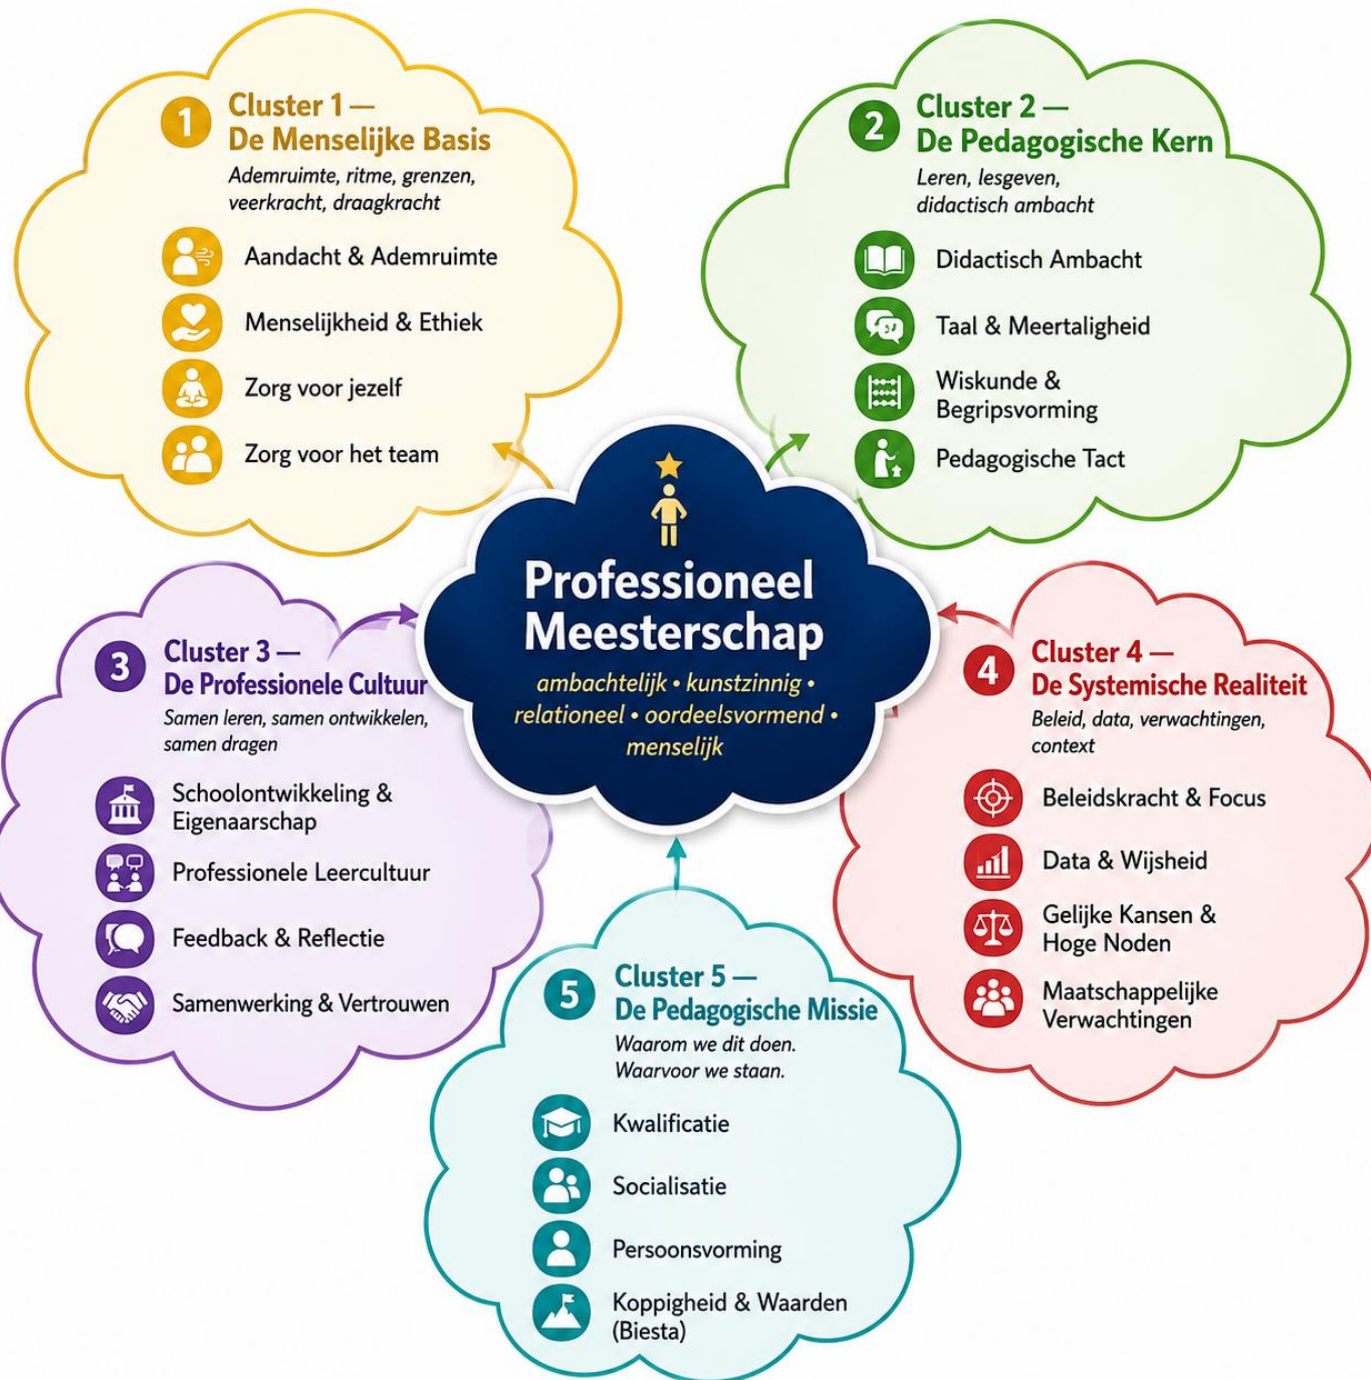 1
Cluster 1 —
De Menselijke Basis
Ademruimte, ritme, grenzen,
veerkracht, draagkracht
Aandacht & Ademruimte
Menselijkheid & Ethiek
Zorg voor jezelf
Zorg voor het team
2
Cluster 2 —
De Pedagogische Kern
Leren, lesgeven,
didactisch ambacht
Didactisch Ambacht
Taal & Meertaligheid
Wiskunde &
Begripsvorming
Pedagogische Tact
Professioneel
Meesterschap
ambachtelijk • kunstzinnig •
relationeel • oordeelsvormend •
menselijk
3
Cluster 3 —
De Professionele Cultuur
Samen leren, samen ontwikkelen,
samen dragen
Schoolontwikkeling &
Eigenaarschap
Professionele Leercultuur
Feedback & Reflectie
Samenwerking & Vertrouwen
4
Cluster 4 —
De Systemische Realiteit
Beleid, data, verwachtingen,
context
Beleidskracht & Focus
Data & Wijsheid
Gelijke Kansen &
Hoge Noden
Maatschappelijke
Verwachtingen
5
Cluster 5 —
De Pedagogische Missie
Waarom we dit doen.
Waarvoor we staan.
Kwalificatie
Socialisatie
Persoonsvorming
Koppigheid & Waarden
(Biesta)